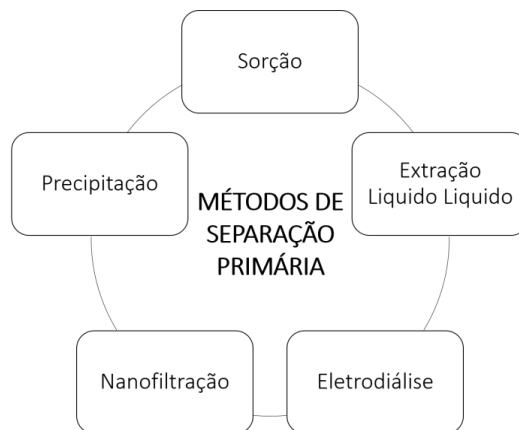 Sorção
Extração
Liquido Liquido
Eletrodiálise
Nanofiltração
Precipitação
MÉTODOS DE
SEPARAÇÃO
PRIMÁRIA